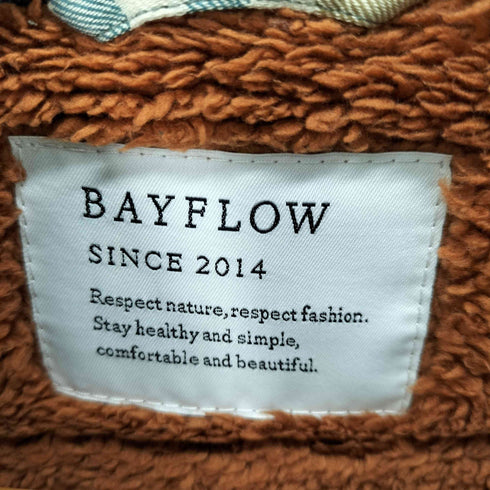 BAYFLOW
SINCE 2014
Respect nature, respect fashion.
Stay healthy and simple,
comfortable and beautiful.